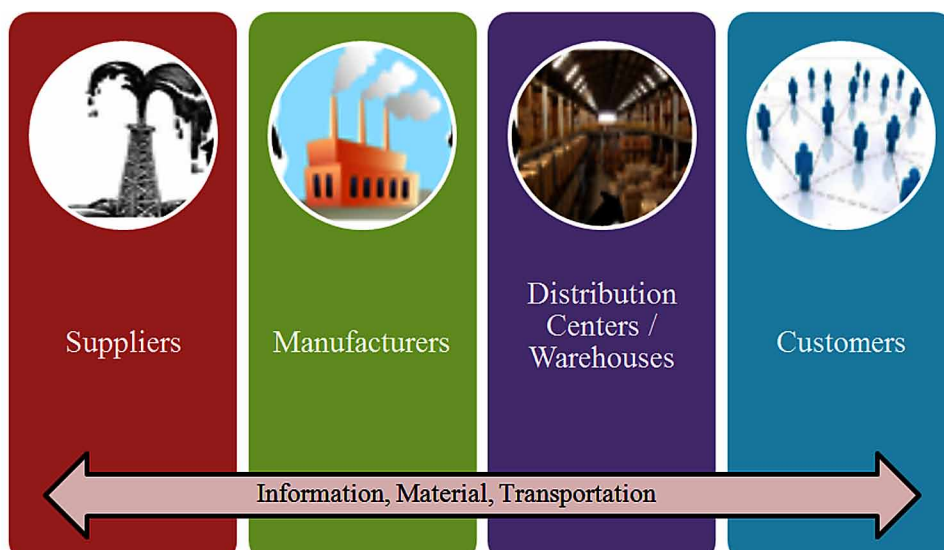 Suppliers
Manufacturers
Distribution
Centers /
Warehouses
Customers
Information, Material, Transportation